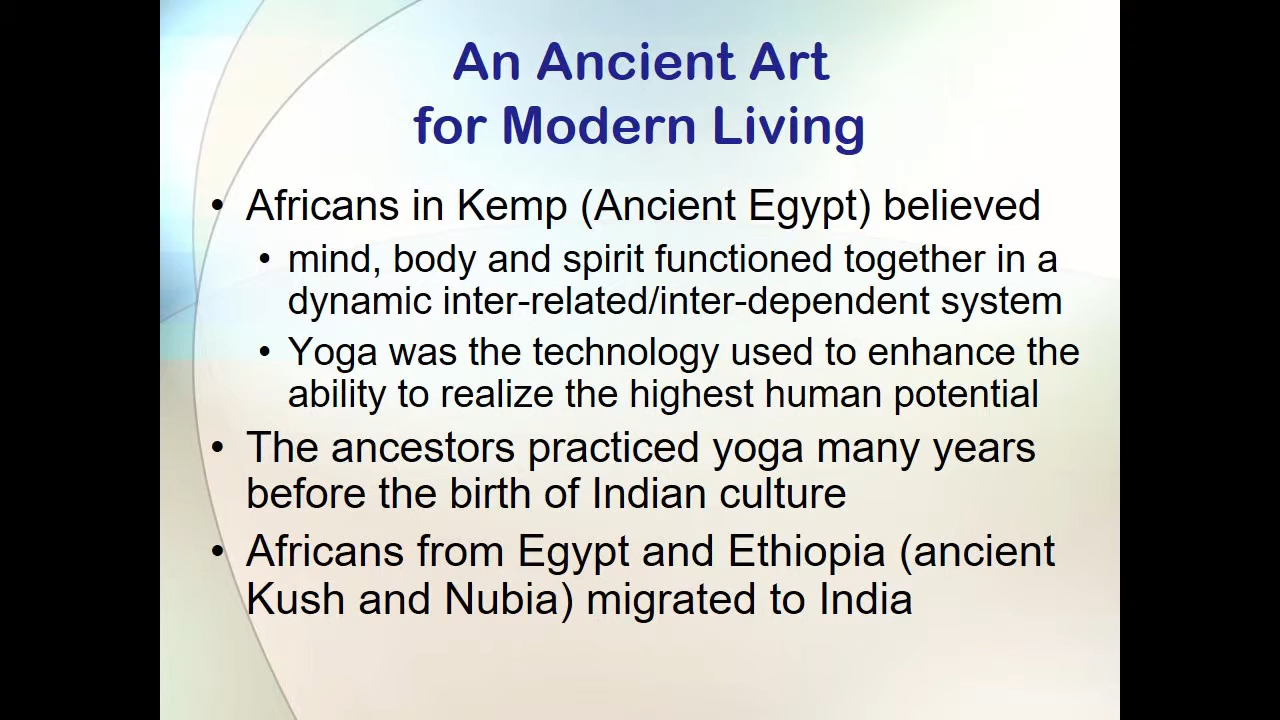 An Ancient Art
for Modern Living
• Africans in Kemp (Ancient Egypt) believed
• mind, body and spirit functioned together in a
dynamic inter-related/inter-dependent system
• Yoga was the technology used to enhance the
ability to realize the highest human potential
• The ancestors practiced yoga many years
before the birth of Indian culture
• Africans from Egypt and Ethiopia (ancient
Kush and Nubia) migrated to India